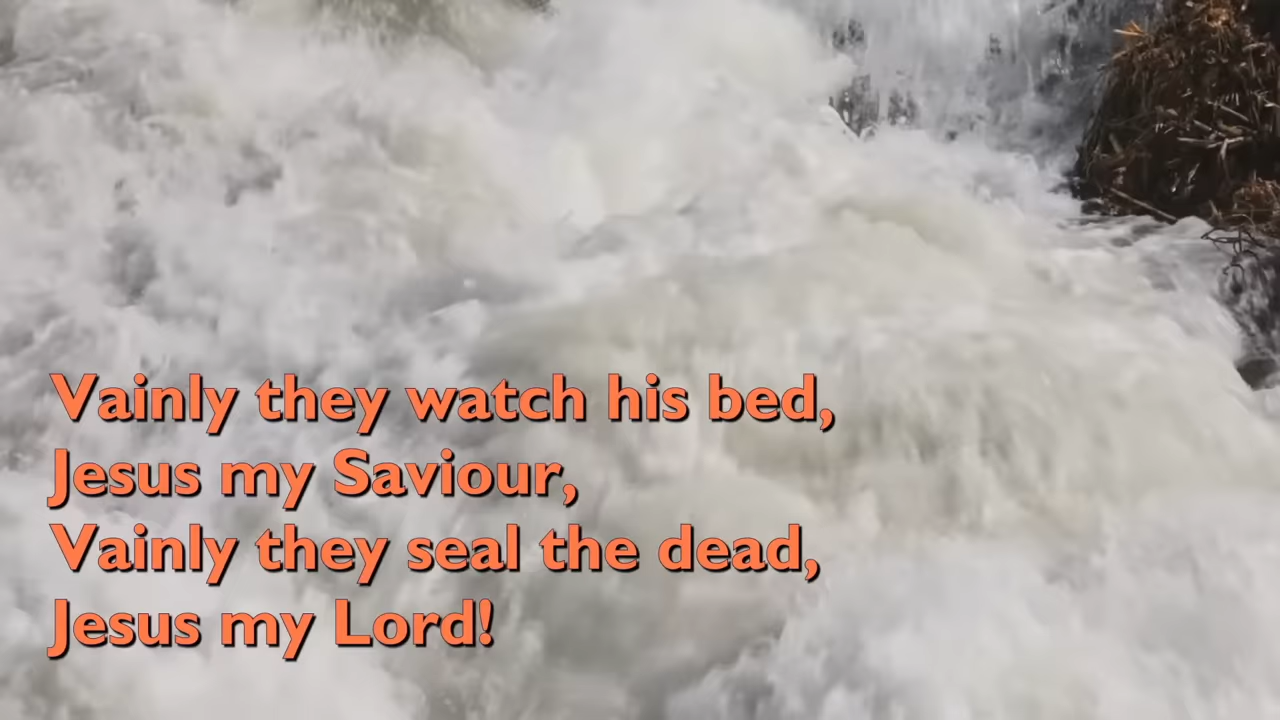 Vainly they watch his bed,
Jesus my Saviour,
Vainly they seal the dead,
Jesus my Lord!